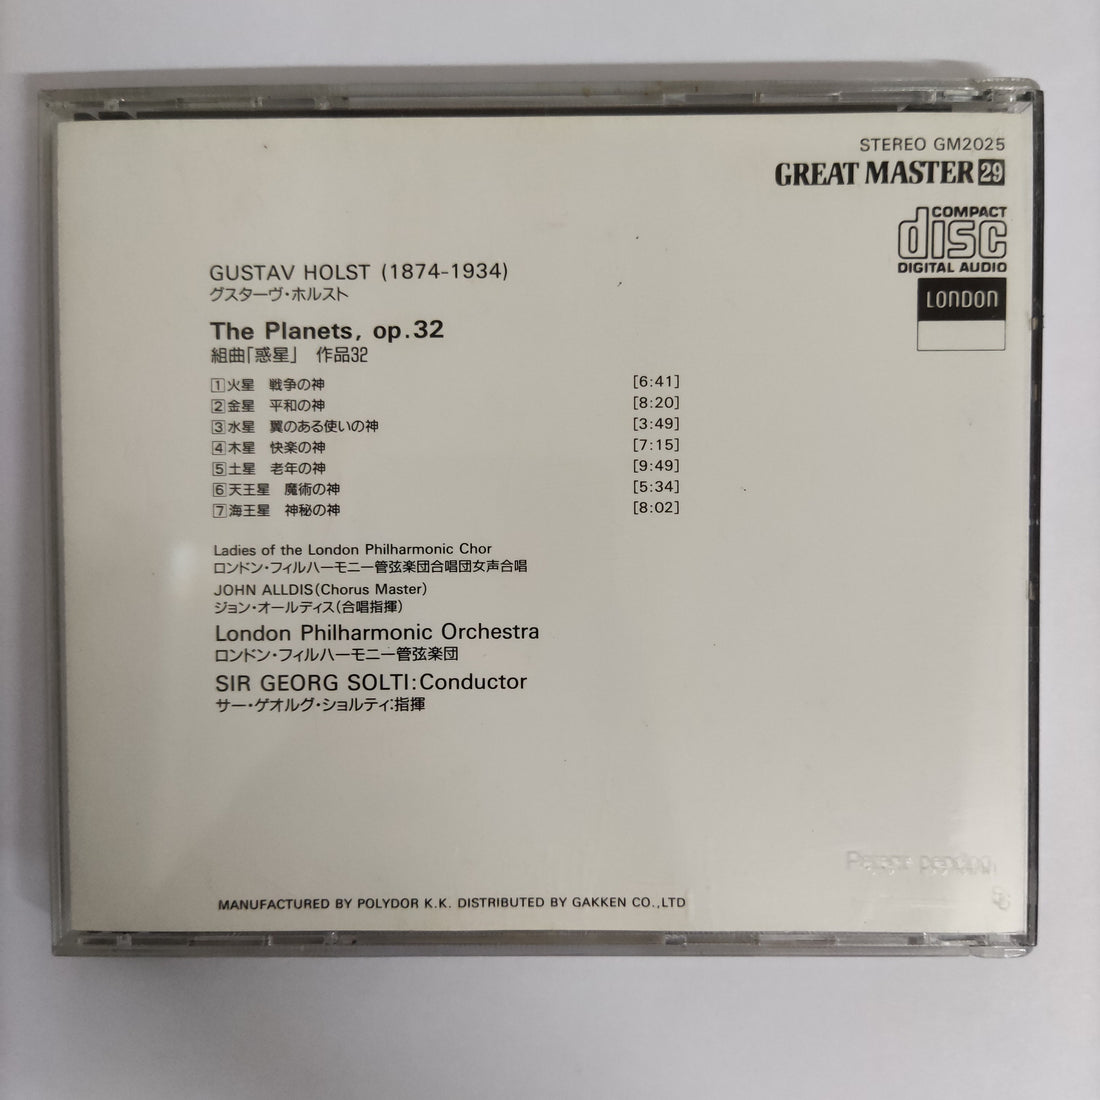 STEREO GM2025
GREAT MASTER 29
COMPACT
disc
DIGITAL AUDIO
LONDON
GUSTAV HOLST (1874-1934)
グスターヴ・ホルスト
The Planets, op.32
組曲「惑星」 作品32
1 火星 戦争の神 [6:41]
2 金星 平和の神 [8:20]
3 水星 翼のある使いの神 [3:49]
4 木星 快楽の神 [7:15]
5 土星 老年の神 [9:49]
6 天王星 魔術の神 [5:34]
7 海王星 神秘の神 [8:02]
Ladies of the London Philharmonic Chor
ロンドン・フィルハーモニー管弦楽団合唱団女声合唱
JOHN ALLDIS(Chorus Master)
ジョン・オールディス(合唱指揮)
London Philharmonic Orchestra
ロンドン・フィルハーモニー管弦楽団
SIR GEORG SOLTI:Conductor
サー・ゲオルグ・ショルティ:指揮
Patent pending
MANUFACTURED BY POLYDOR K.K. DISTRIBUTED BY GAKKEN CO.,LTD